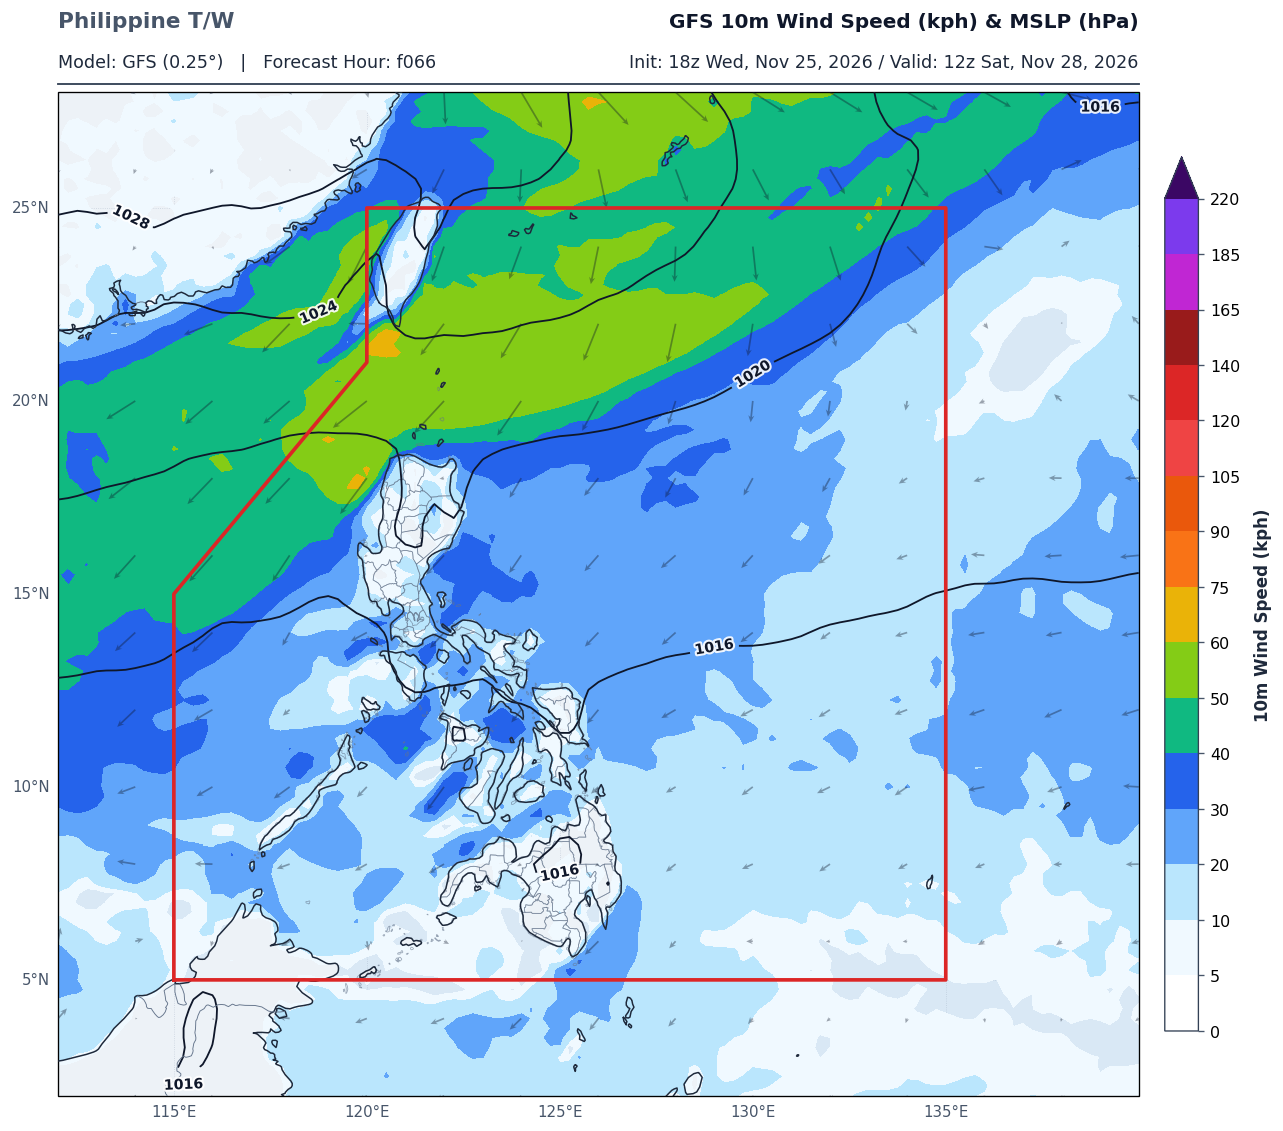 Philippine T/W
GFS 10m Wind Speed (kph) & MSLP (hPa)
Model: GFS (0.25°) | Forecast Hour: f066
Init: 18z Wed, Nov 25, 2026 / Valid: 12z Sat, Nov 28, 2026
1016
1028
1024
1020
1016
1016
1016
25°N
20°N
15°N
10°N
5°N
115°E
120°E
125°E
130°E
135°E
220
185
165
140
120
105
90
75
60
50
40
30
20
10
5
0
10m Wind Speed (kph)